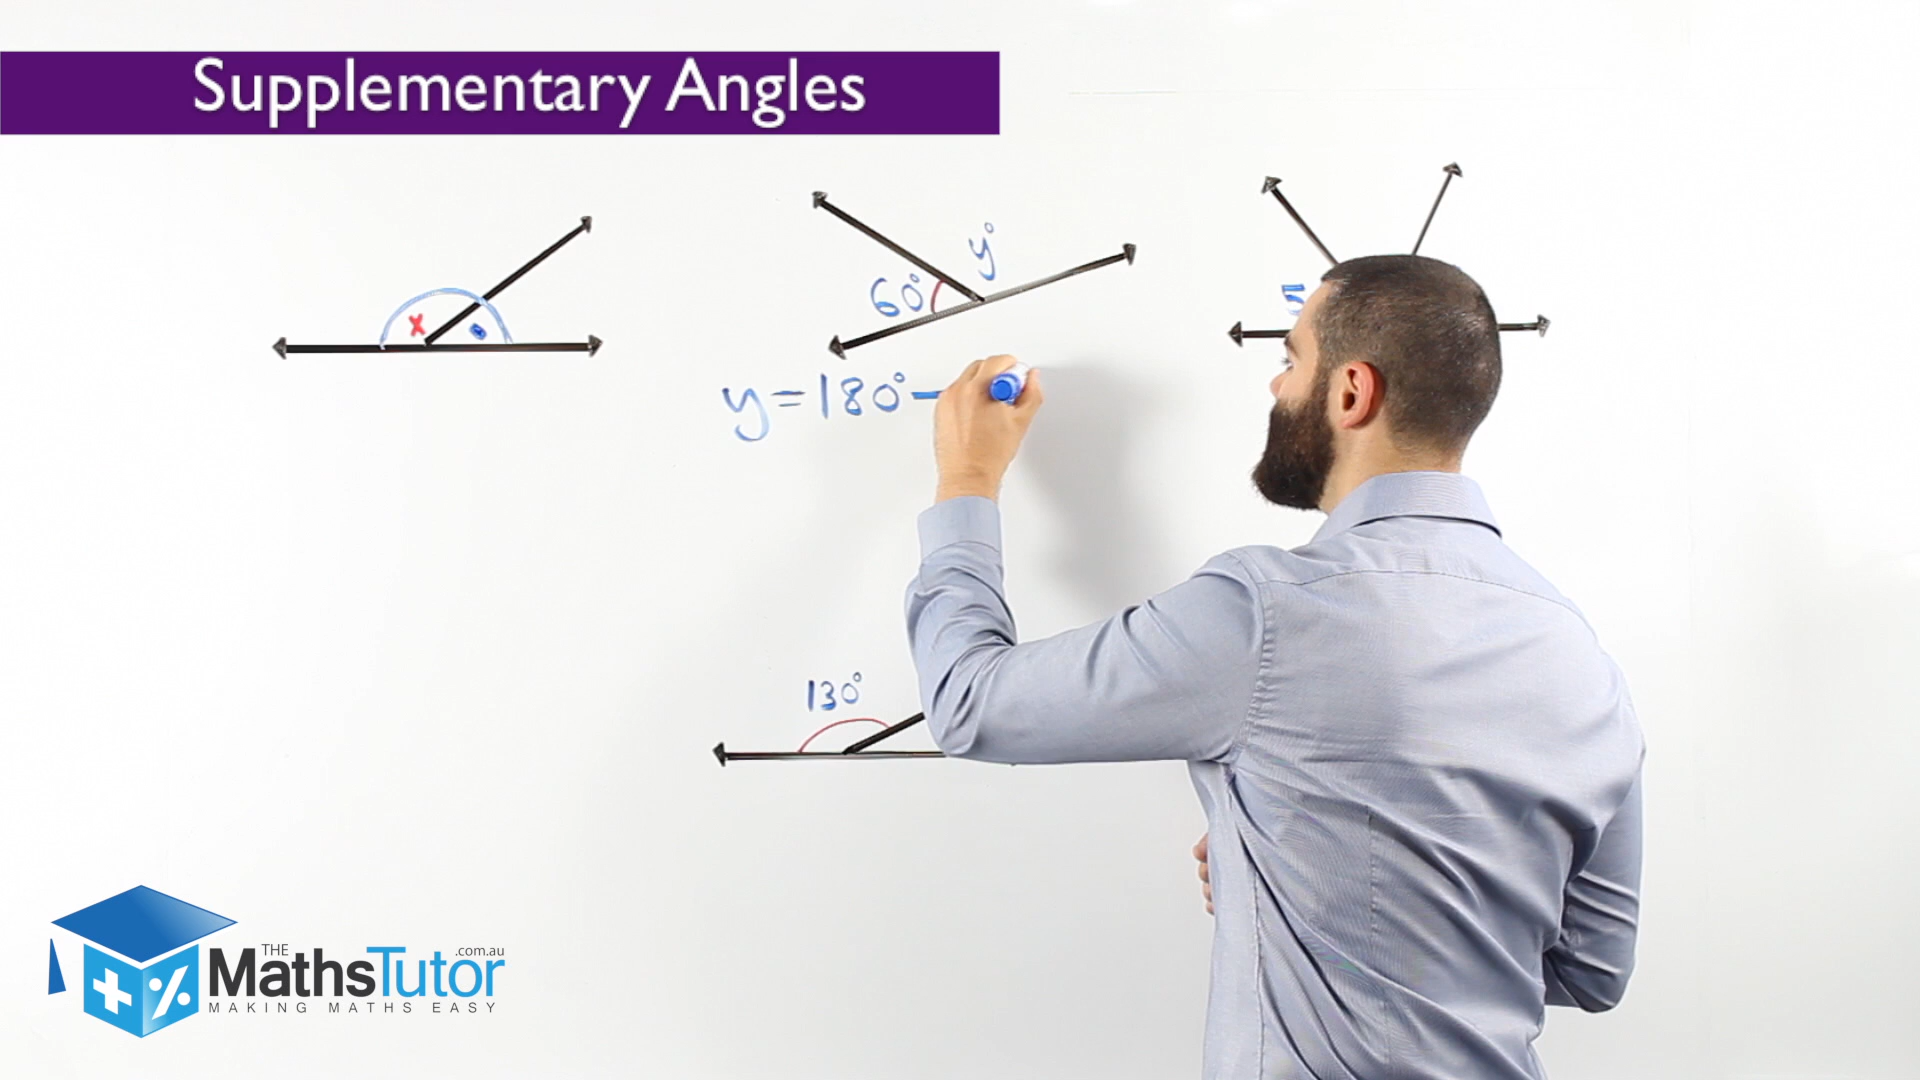 Supplementary Angles
x
60°
y°
y=180°-
130°
THE
MathsTutor
.com.au
MAKING MATHS EASY